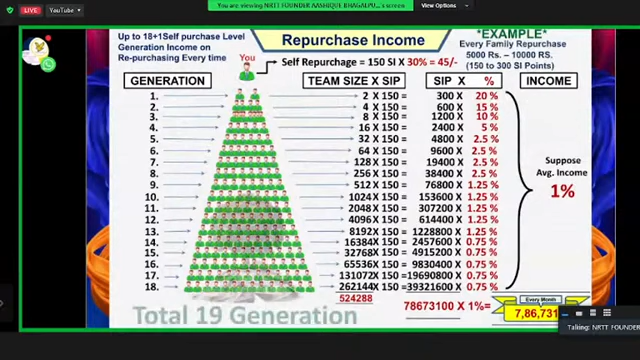 LIVE
YouTube
You are viewing NRTT FOUNDER AASHIQUE BHAGALPO... s screen
View Options
Up to 18+1Self purchase Level
Generation Income on
Re-purchasing Every time
Repurchase Income
*EXAMPLE*
Every Family Repurchase
5000 Rs. – 10000 RS.
(150 to 300 SI Points)
You
Self Repurchage = 150 SI X 30% = 45/-
GENERATION TEAM SIZE X SIP SIP X % INCOME
1. 2 X 150 = 300 X 20 %
2. 4 X 150 = 600 X 15 %
3. 8 X 150 = 1200 X 10 %
4. 16 X 150 = 2400 X 5 %
5. 32 X 150 = 4800 X 2.5 %
6. 64 X 150 = 9600 X 2.5 %
7. 128 X 150 = 19400 X 2.5 %
8. 256 X 150 = 38400 X 2.5 %
9. 512 X 150 = 76800 X 1.25 %
10. 1024 X 150 = 153600 X 1.25 %
11. 2048 X 150 = 307200 X 1.25 %
12. 4096 X 150 = 614400 X 1.25 %
13. 8192 X 150 = 1228800 X 1.25 %
14. 16384 X 150 = 2457600 X 0.75 %
15. 32768 X 150 = 4915200 X 0.75 %
16. 65536 X 150 = 9830400 X 0.75 %
17. 131072 X 150 = 19690800 X 0.75 %
18. 262144 X 150 = 39321600 X 0.75 %
Suppose
Avg. Income
1%
524288
Total 19 Generation
78673100 X 1%=
Every Month
7,86,731
Talking: NRTT FOUNDER